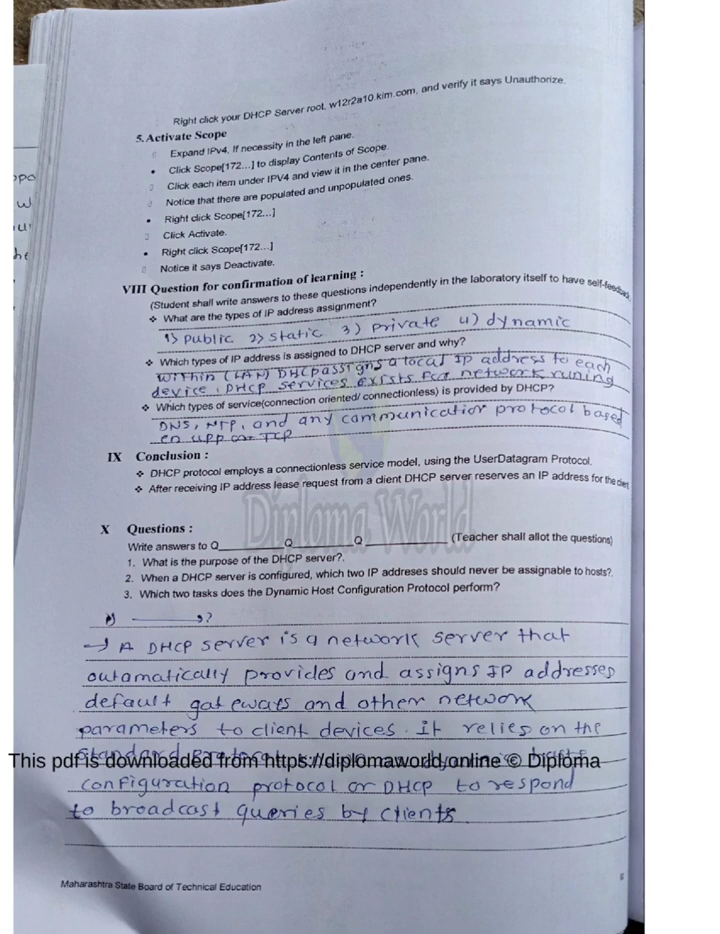 Right click your DHCP Server root, w12r2a10.kim.com, and verify it says Unauthorize.
5. Activate Scope
Expand IPv4. If necessity in the left pane.
• Click Scope[172...] to display Contents of Scope.
Click each item under IPV4 and view it in the center pane.
Notice that there are populated and unpopulated ones.
• Right click Scope[172...]
Click Activate.
• Right click Scope[172...]
Notice it says Deactivate.
VIII Question for confirmation of learning :
(Student shall write answers to these questions independently in the laboratory itself to have self-feedback
❖ What are the types of IP address assignment?
1) Public 2) static 3) Private 4) dynamic
❖ Which types of IP address is assigned to DHCP server and why?
within (LAN) DHCP assigns a local IP address to each
device. DHCP services exists for network runing
❖ Which types of service(connection oriented/ connectionless) is provided by DHCP?
DNS, NTP, and any communication protocol based
on UPP or TCP
IX Conclusion :
❖ DHCP protocol employs a connectionless service model, using the UserDatagram Protocol.
❖ After receiving IP address lease request from a client DHCP server reserves an IP address for the client
Diploma World
X Questions :
Write answers to Q________Q________Q________ (Teacher shall allot the questions)
1. What is the purpose of the DHCP server?.
2. When a DHCP server is configured, which two IP addreses should never be assignable to hosts?.
3. Which two tasks does the Dynamic Host Configuration Protocol perform?
1) ?
→ A DHCP server is a network server that
automatically provides and assigns IP addresses
default gateways and other network
parameters to client devices. it relies on the
standard
This pdf is downloaded from https://diplomaworld.online © Diploma
configuration protocol or DHCP to respond
to broadcast queries by clients
Maharashtra State Board of Technical Education